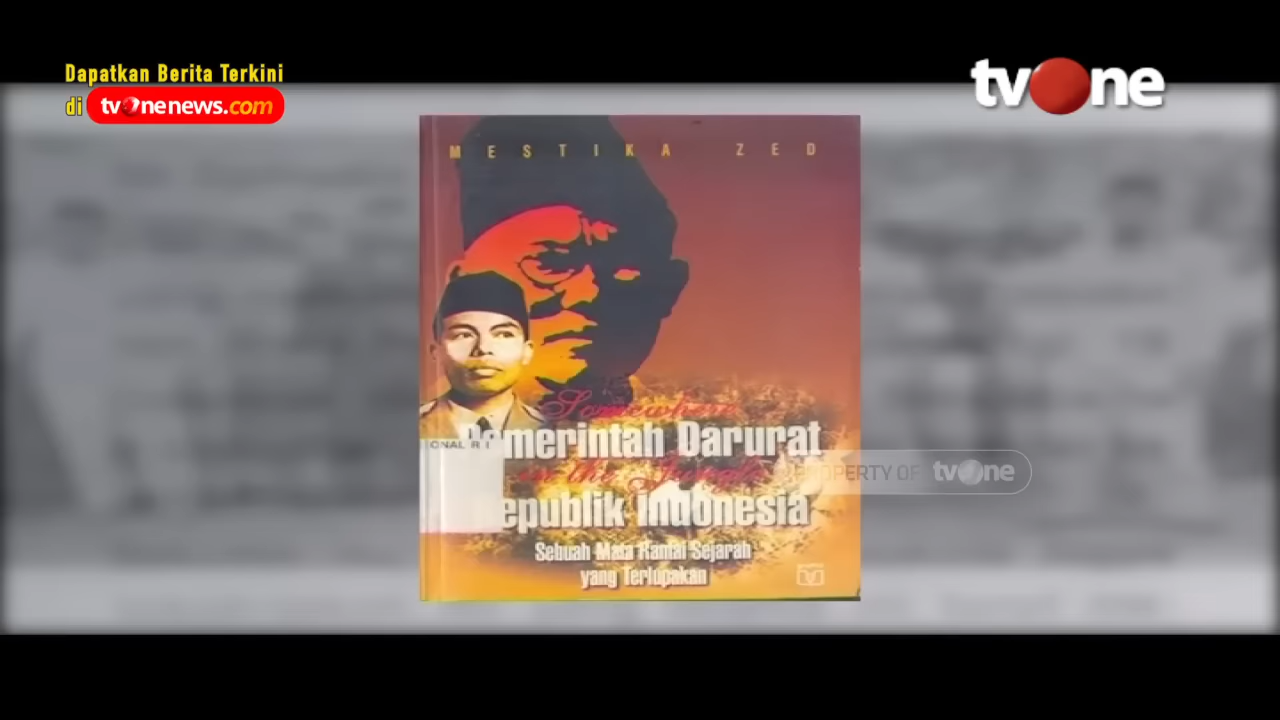 Dapatkan Berita Terkini
di tvOnenews.com
tvOne
MESTIKA ZED
Somewhere
Pemerintah Darurat
in the Jungle
Republik Indonesia
ONAL R I
PROPERTY OF tvOne
Sebuah Mata Rantai Sejarah
yang Terlupakan